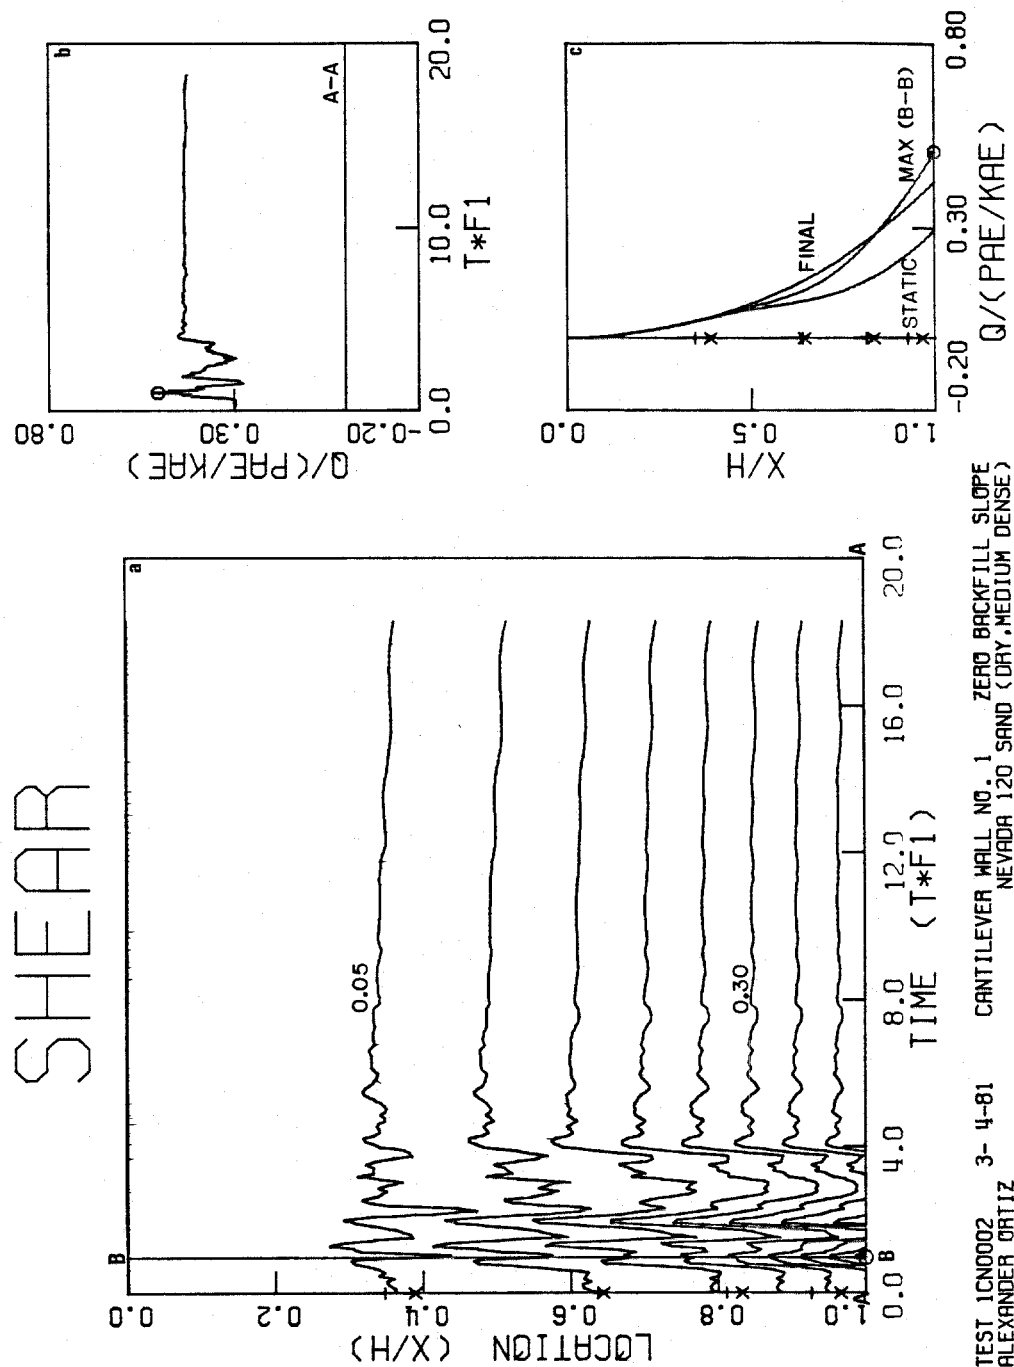 SHEAR
a
0.0
0.2
0.4
0.6
0.8
1.0
LOCATION (X/H)
0.05
0.30
B
B
A
A
0.0
4.0
8.0
12.0
16.0
20.0
TIME (T*F1)
b
0.80
0.30
-0.20
Q/(PAE/KAE)
A-A
0.0
10.0
20.0
T*F1
c
0.0
0.5
1.0
X/H
STATIC
FINAL
MAX (B-B)
-0.20
0.30
0.80
Q/(PAE/KAE)
TEST 1CN0002 3- 4-81 CANTILEVER WALL NO. 1 ZERO BACKFILL SLOPE
ALEXANDER ORTIZ NEVADA 120 SAND (DRY,MEDIUM DENSE)